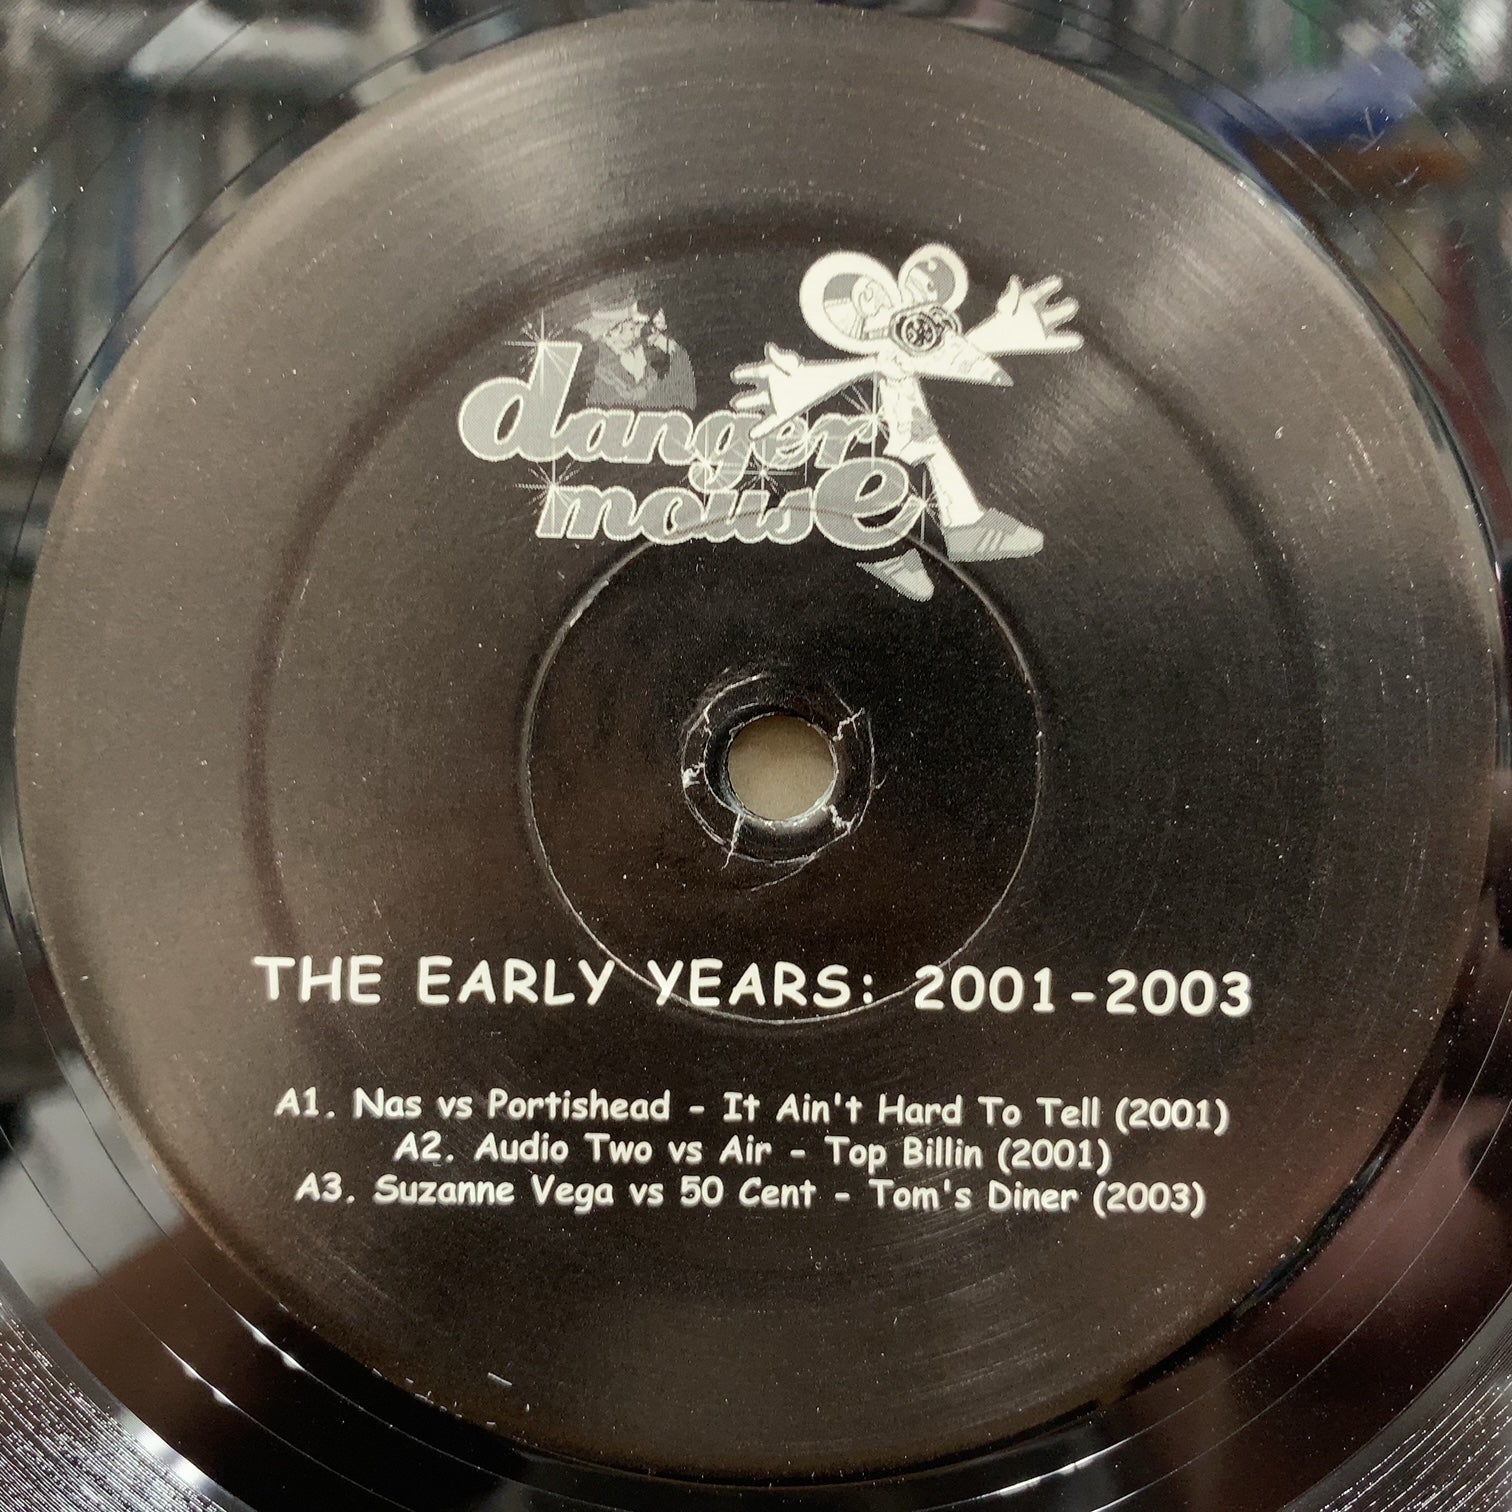 danger
mouse
THE EARLY YEARS: 2001-2003
A1. Nas vs Portishead - It Ain't Hard To Tell (2001)
A2. Audio Two vs Air - Top Billin (2001)
A3. Suzanne Vega vs 50 Cent - Tom's Diner (2003)